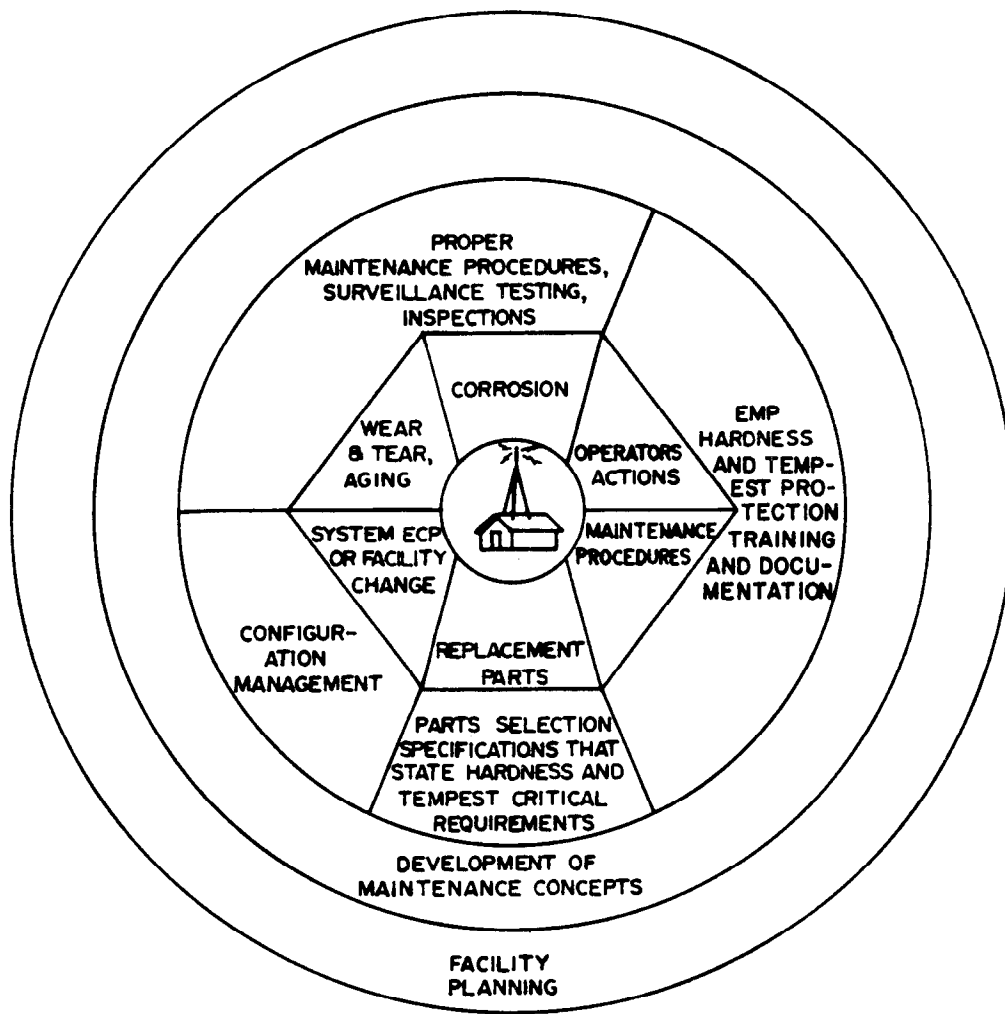 PROPER
MAINTENANCE PROCEDURES,
SURVEILLANCE TESTING,
INSPECTIONS
CORROSION
WEAR
& TEAR,
AGING
OPERATORS
ACTIONS
EMP
HARDNESS
AND TEMP-
EST PRO-
TECTION
TRAINING
AND DOCU-
MENTATION
SYSTEM ECP
OR FACILITY
CHANGE
MAINTENANCE
PROCEDURES
CONFIGUR-
ATION
MANAGEMENT
REPLACEMENT
PARTS
PARTS SELECTION
SPECIFICATIONS THAT
STATE HARDNESS AND
TEMPEST CRITICAL
REQUIREMENTS
DEVELOPMENT OF
MAINTENANCE CONCEPTS
FACILITY
PLANNING